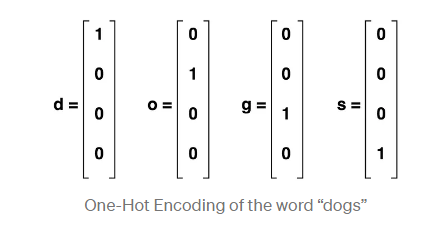 1 0 0 0
0 1 0 0
d = o = g = s =
0 0 1 0
0 0 0 1
One-Hot Encoding of the word “dogs”